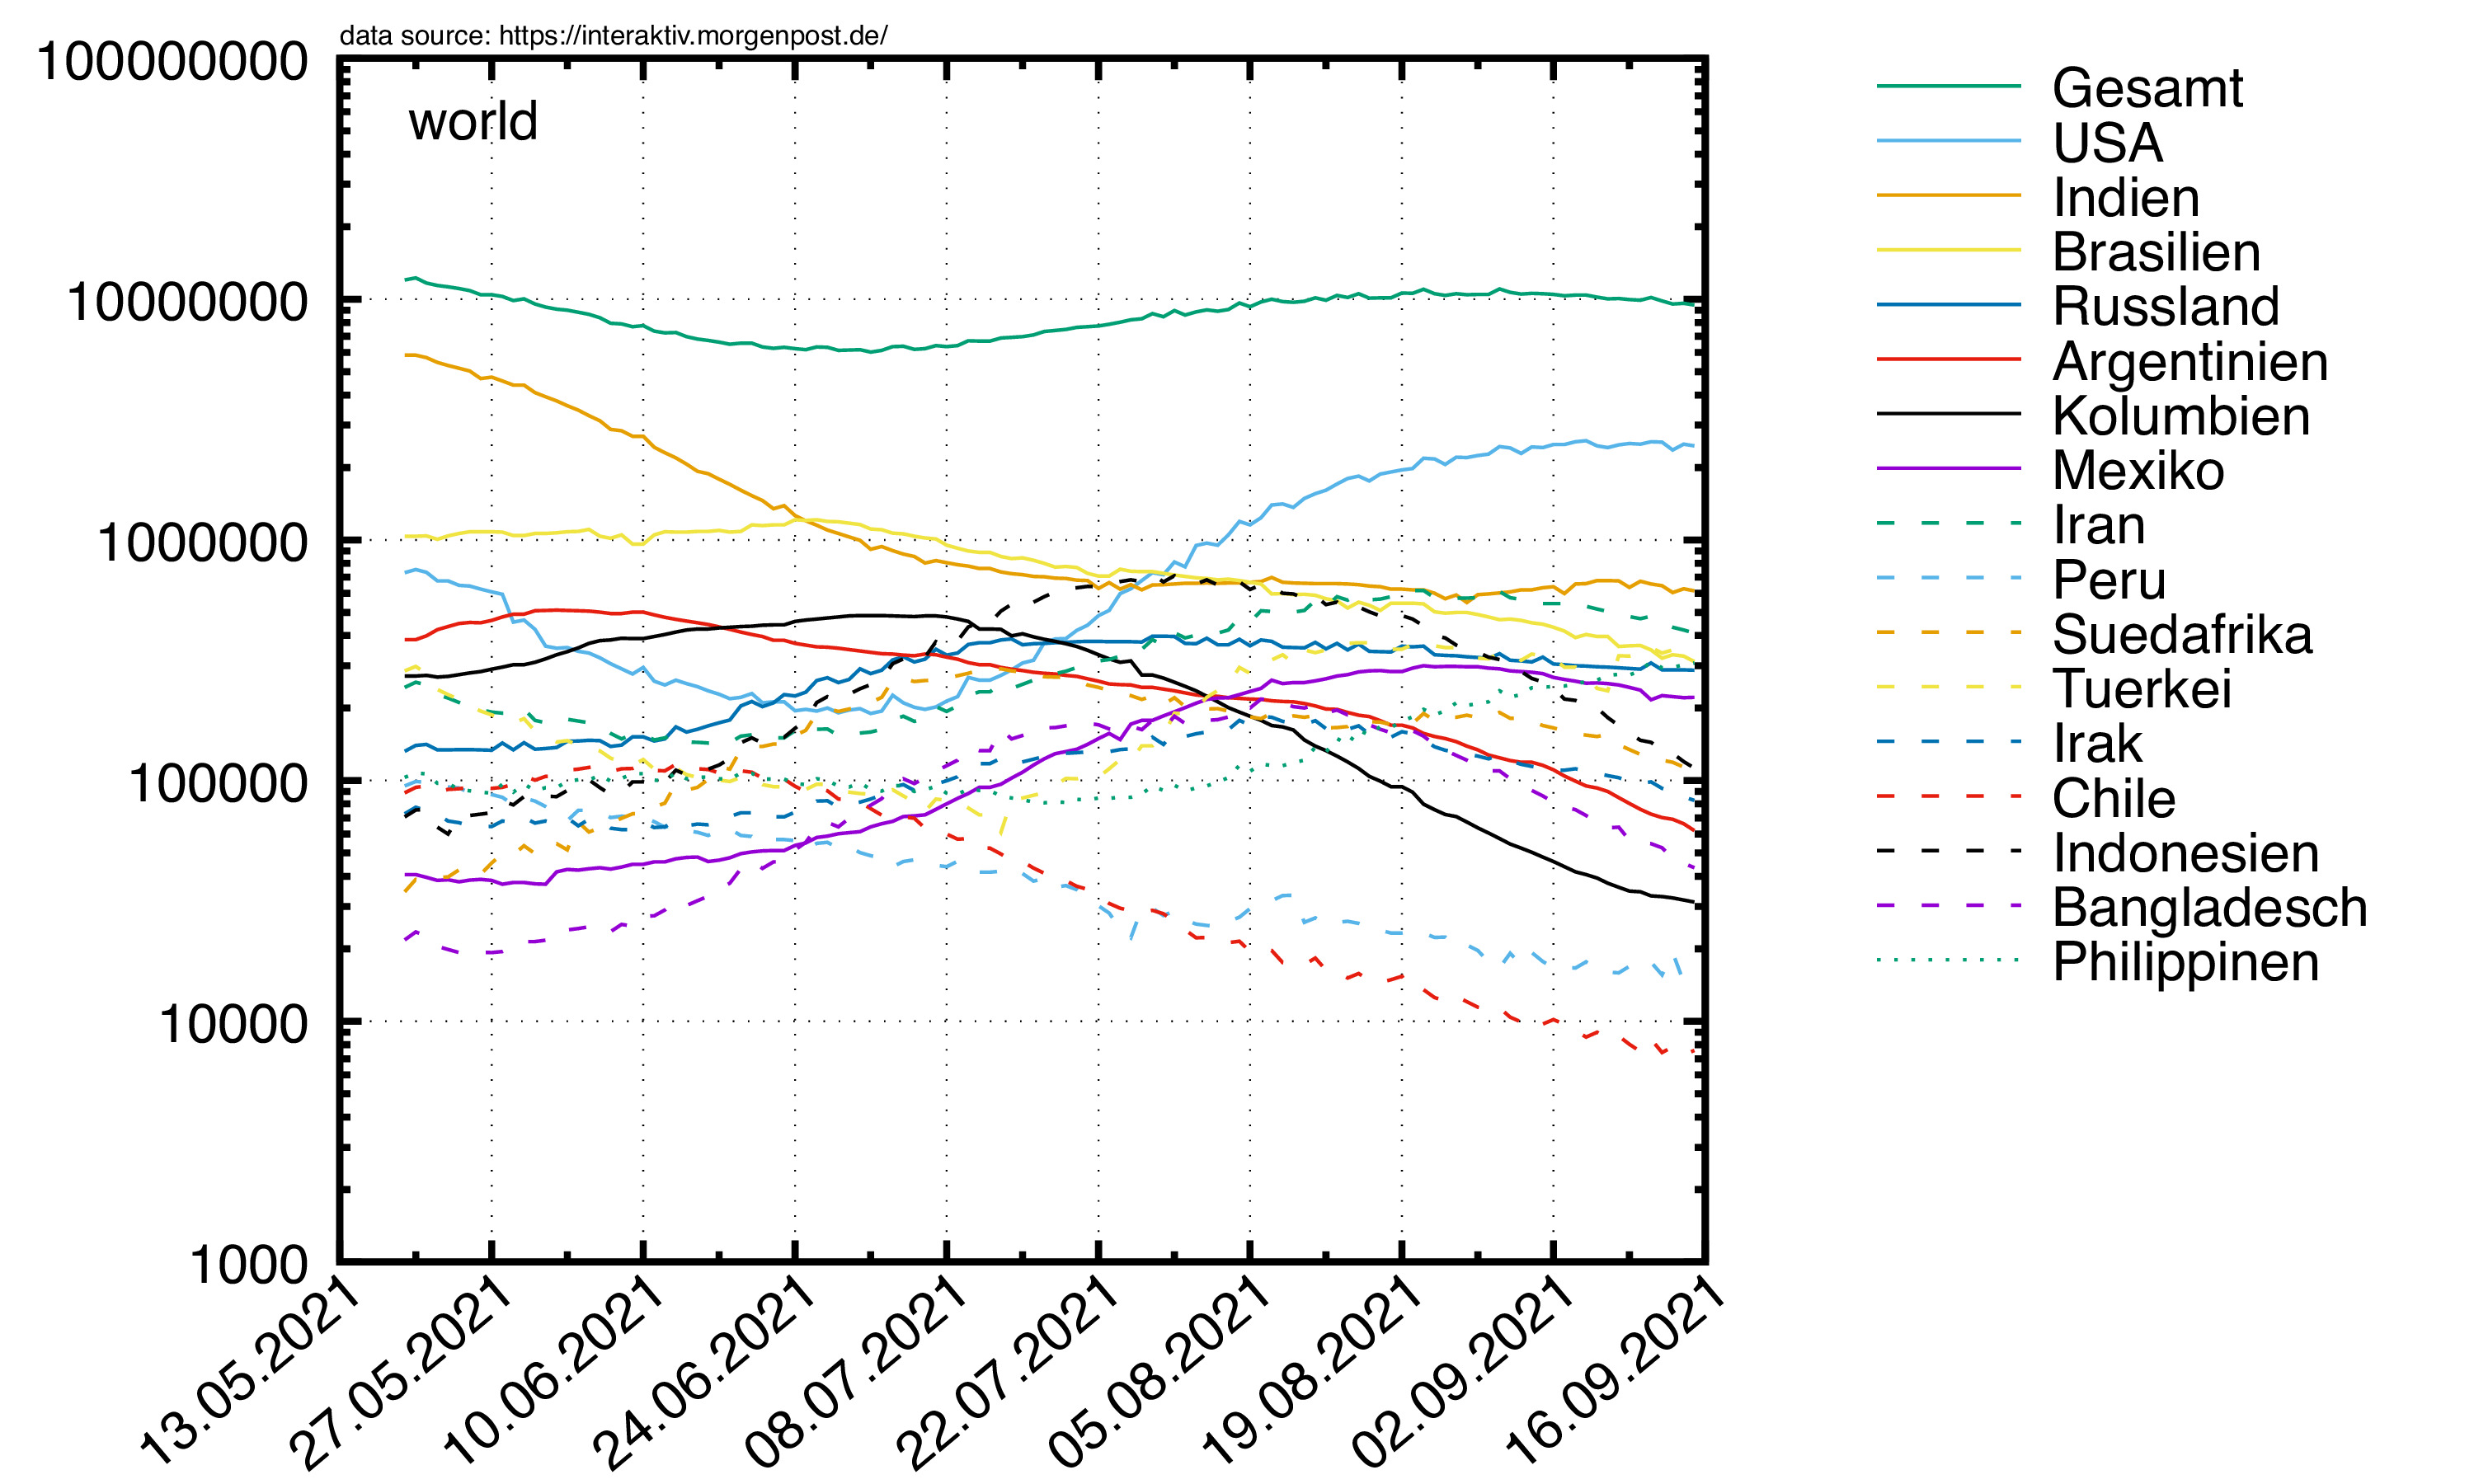 data source: https://interaktiv.morgenpost.de/
world
100000000
10000000
1000000
100000
10000
1000
13.05.2021
27.05.2021
10.06.2021
24.06.2021
08.07.2021
22.07.2021
05.08.2021
19.08.2021
02.09.2021
16.09.2021
Gesamt
USA
Indien
Brasilien
Russland
Argentinien
Kolumbien
Mexiko
Iran
Peru
Suedafrika
Tuerkei
Irak
Chile
Indonesien
Bangladesch
Philippinen